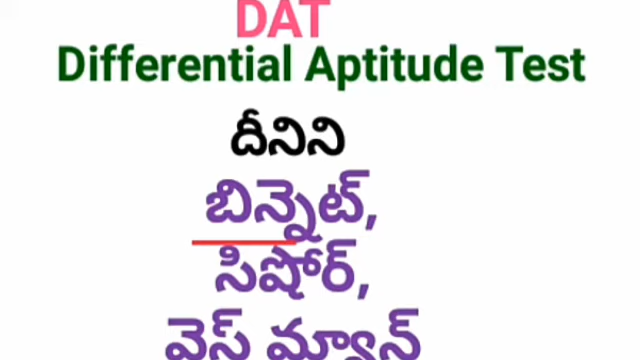 DAT
Differential Aptitude Test
దీనిని
బిన్నెట్,
సిషోర్,
వెస్ మ్యాన్